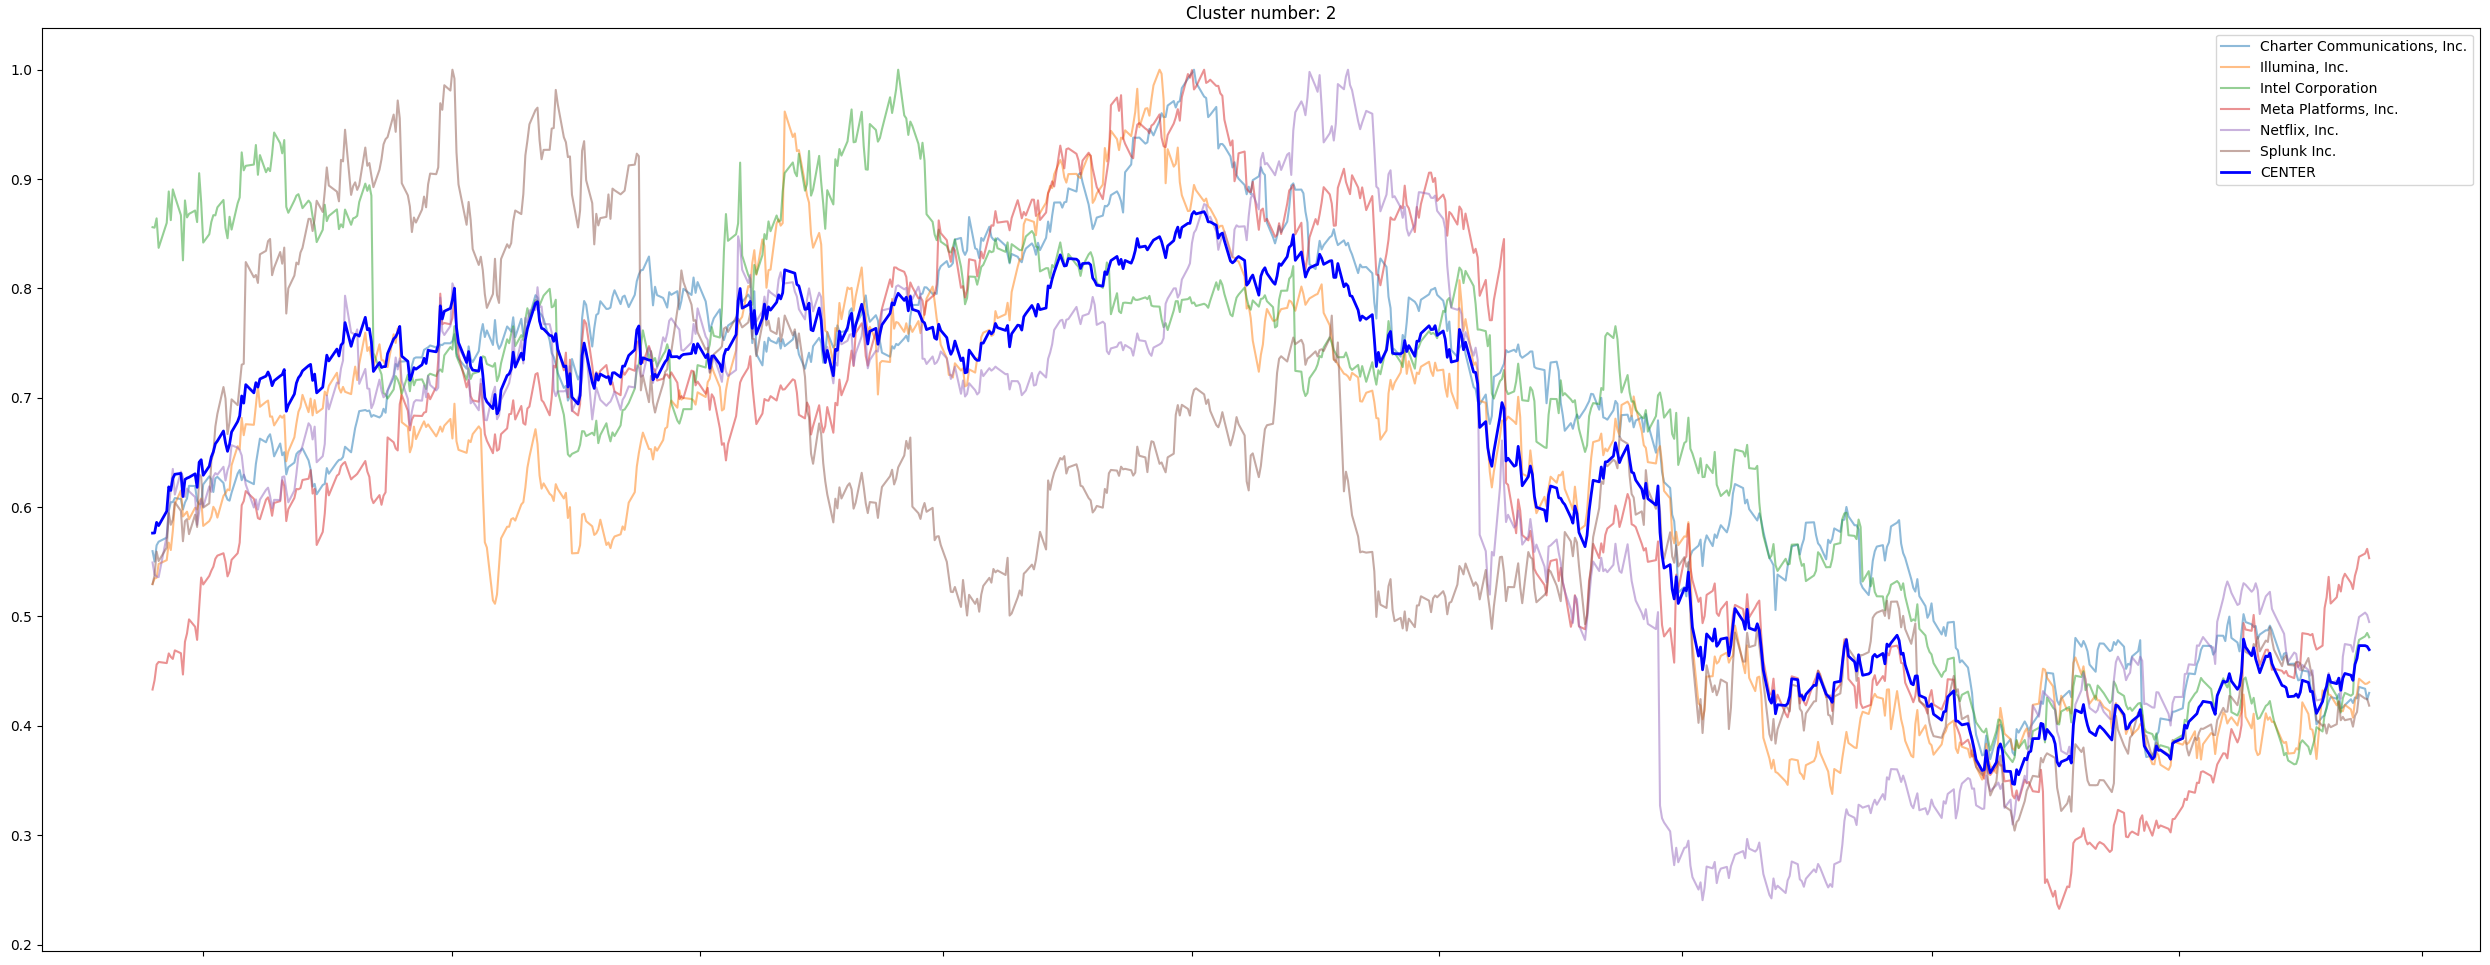 Cluster number: 2
Charter Communications, Inc.
Illumina, Inc.
Intel Corporation
Meta Platforms, Inc.
Netflix, Inc.
Splunk Inc.
CENTER
1.0
0.9
0.8
0.7
0.6
0.5
0.4
0.3
0.2